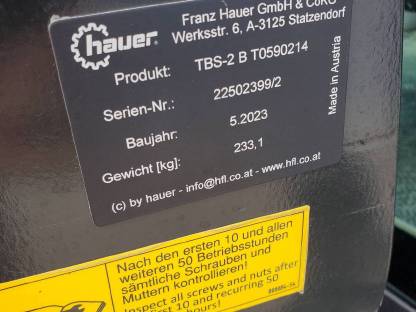 hauer
Franz Hauer GmbH & CoKG
Werksstr. 6, A-3125 Statzendorf
Produkt: TBS-2 B T0590214
Serien-Nr.: 22502399/2
Baujahr: 5.2023
Gewicht [kg]: 233,1
(c) by hauer - info@hfl.co.at - www.hfl.co.at
Made in Austria
Nach den ersten 10 und allen
weiteren 50 Betriebsstunden
sämtliche Schrauben und
Muttern kontrollieren!
Inspect all screws and nuts after
first 10 and recurring 50
hours!